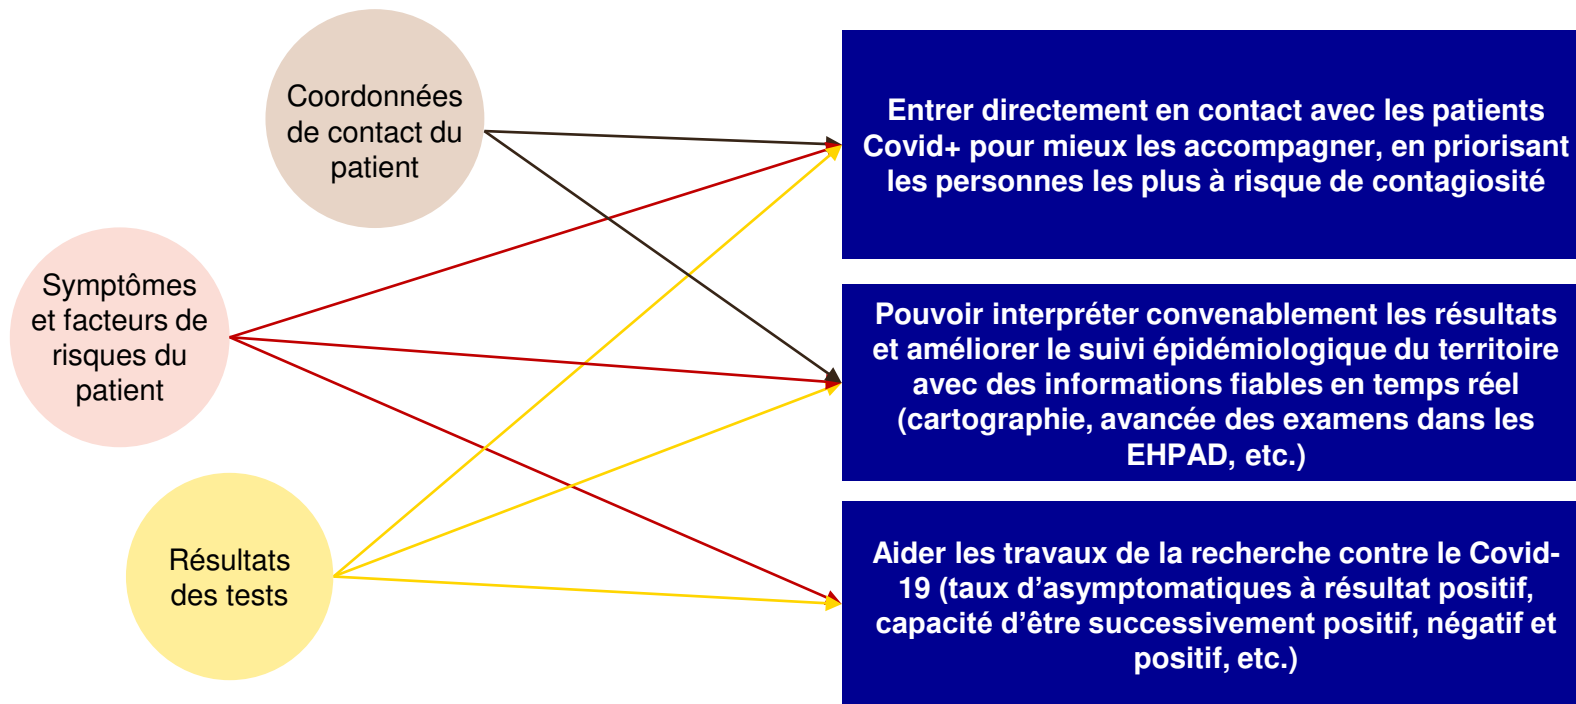 Coordonnées
de contact du
patient
Symptômes
et facteurs de
risques du
patient
Résultats
des tests
Entrer directement en contact avec les patients
Covid+ pour mieux les accompagner, en priorisant
les personnes les plus à risque de contagiosité
Pouvoir interpréter convenablement les résultats
et améliorer le suivi épidémiologique du territoire
avec des informations fiables en temps réel
(cartographie, avancée des examens dans les
EHPAD, etc.)
Aider les travaux de la recherche contre le Covid-
19 (taux d’asymptomatiques à résultat positif,
capacité d’être successivement positif, négatif et
positif, etc.)